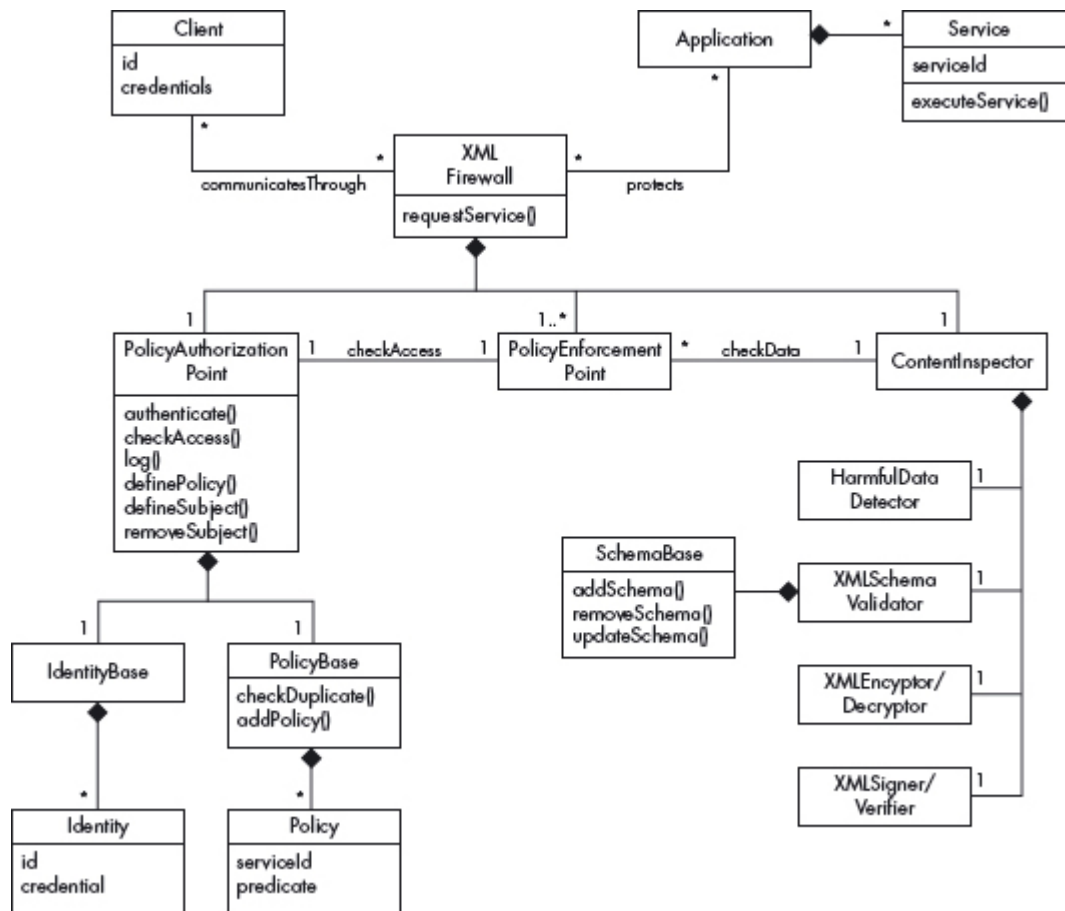 Client
id
credentials
Application
*
Service
serviceId
executeService()
*
*
*
XML
Firewall
*
communicatesThrough
protects
requestService()
1
1..*
1
PolicyAuthorization
Point
1
checkAccess
1
PolicyEnforcement
Point
*
checkData
1
ContentInspector
authenticate()
checkAccess()
log()
definePolicy()
defineSubject()
removeSubject()
HarmfulData
Detector
1
SchemaBase
addSchema()
removeSchema()
updateSchema()
XMLSchema
Validator
1
1
1
IdentityBase
PolicyBase
checkDuplicate()
addPolicy()
XMLEncyptor/
Decryptor
1
XMLSigner/
Verifier
1
*
*
Identity
id
credential
Policy
serviceId
predicate